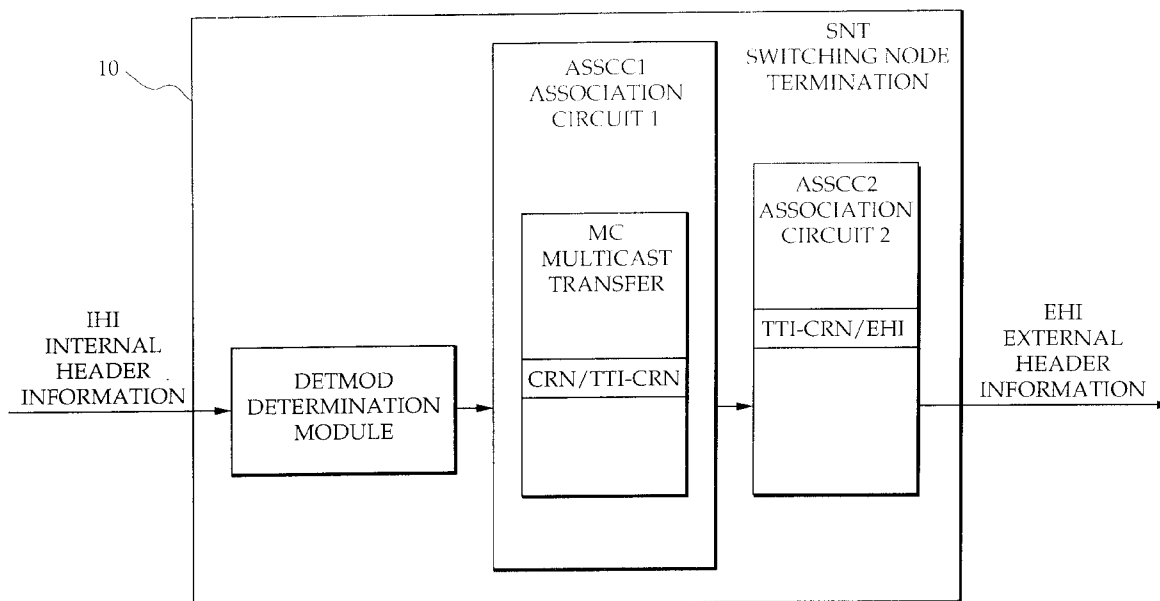 10
IHI
INTERNAL
HEADER
INFORMATION
DETMOD
DETERMINATION
MODULE
ASSCC1
ASSOCIATION
CIRCUIT 1
MC
MULTICAST
TRANSFER
CRN/TTI-CRN
SNT
SWITCHING NODE
TERMINATION
ASSCC2
ASSOCIATION
CIRCUIT 2
TTI-CRN/EHI
EHI
EXTERNAL
HEADER
INFORMATION